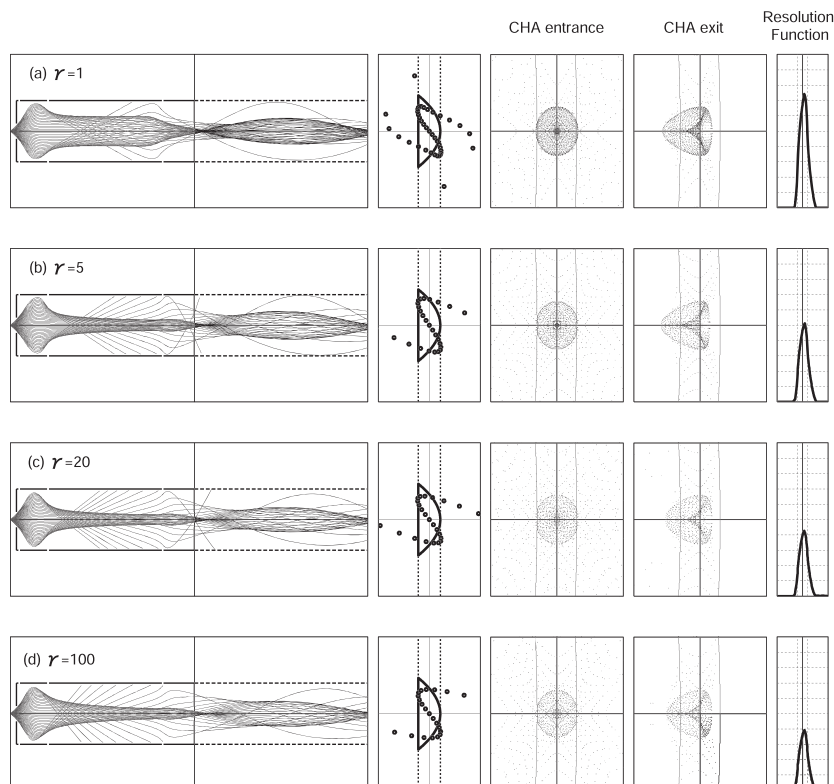 CHA entrance
CHA exit
Resolution
Function
(a) 𝜸=1
(b) 𝜸=5
(c) 𝜸=20
(d) 𝜸=100